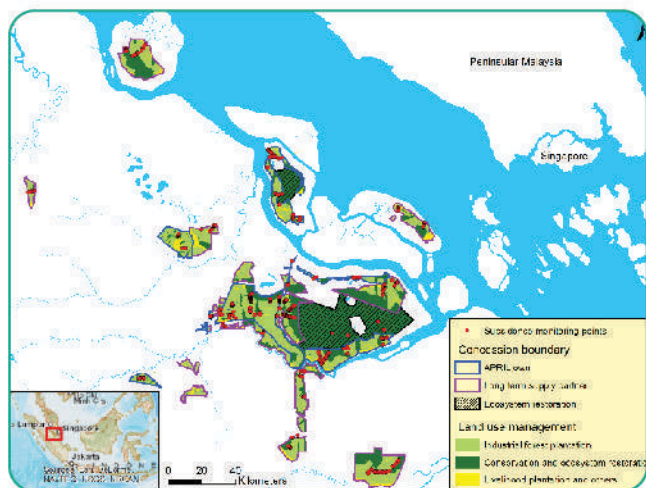 Peninsular Malaysia
Singapore
Subsidence monitoring points
Concession boundary
APRIL own
Long term supply partner
Ecosystem restoration
Land use management
Industrial forest plantation
Conservation and ecosystem restoration
Livelihood plantation and others
0 20 40
Kilometers
Singapore
Jakarta